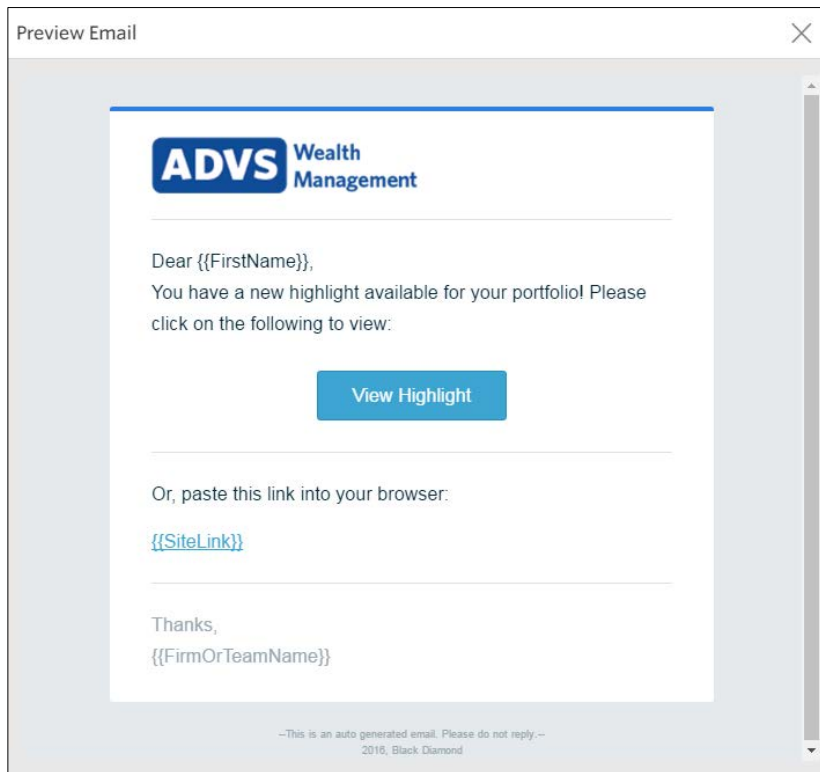 Preview Email
ADVS Wealth
Management
Dear {{FirstName}},
You have a new highlight available for your portfolio! Please
click on the following to view:
View Highlight
Or, paste this link into your browser:
{{SiteLink}}
Thanks,
{{FirmOrTeamName}}
--This is an auto generated email. Please do not reply.--
2016, Black Diamond